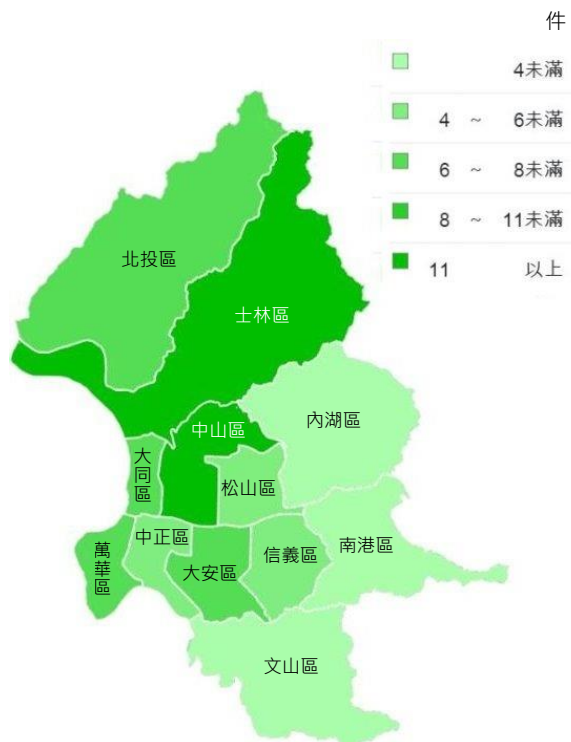 件
4未滿
4 ~ 6未滿
6 ~ 8未滿
8 ~ 11未滿
11 以上
北投區
士林區
內湖區
中山區
大同區
松山區
中正區
信義區
南港區
萬華區
大安區
文山區